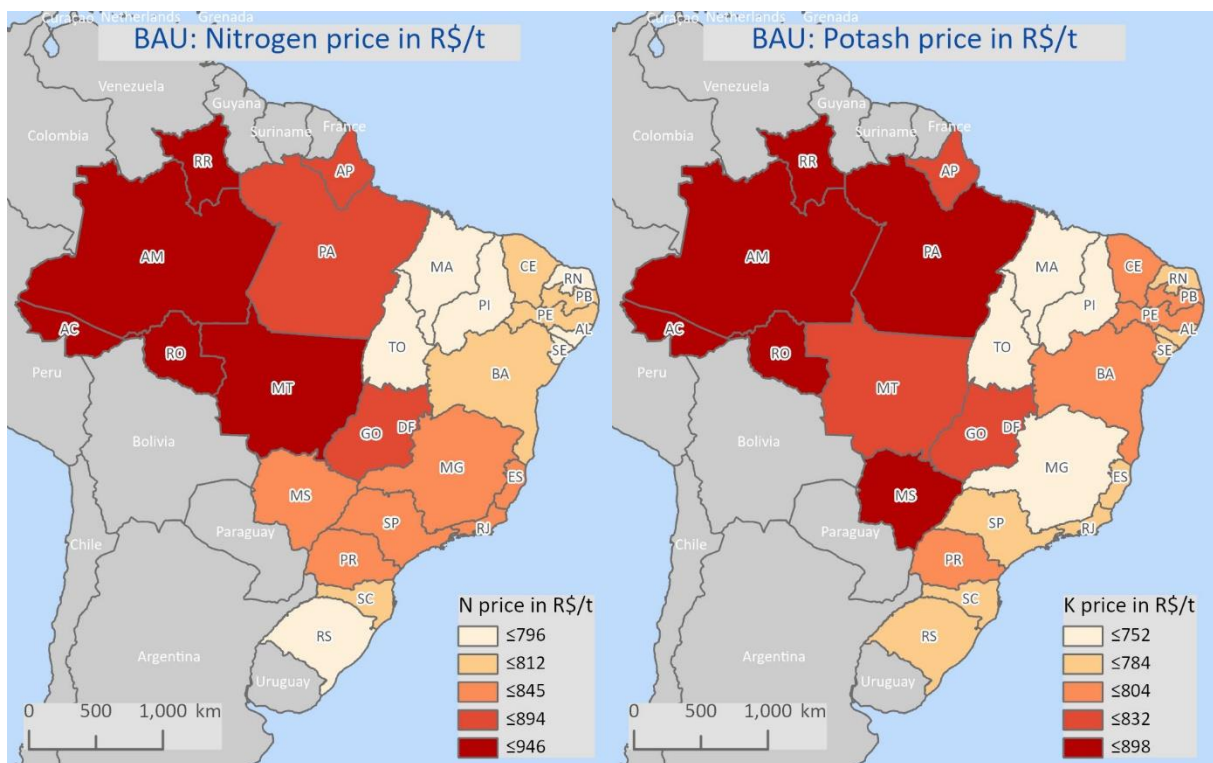 Curaçao Netherlands Grenada
BAU: Nitrogen price in R$/t
Venezuela
Guyana
Suriname
France
Colombia
RR
AP
AM
PA
MA
CE
RN
PB
PI
PE
AL
SE
AC
RO
TO
BA
Peru
MT
Bolivia
GO
DF
MG
ES
MS
SP
RJ
Paraguay
PR
Chile
SC
RS
Argentina
Uruguay
N price in R$/t
≤796
≤812
≤845
≤894
≤946
0 500 1,000 km
Curaçao Netherlands Grenada
BAU: Potash price in R$/t
Venezuela
Guyana
Suriname
France
Colombia
RR
AP
AM
PA
MA
CE
RN
PB
PI
PE
AL
SE
AC
RO
TO
BA
Peru
MT
Bolivia
GO
DF
MG
ES
MS
SP
RJ
Paraguay
PR
Chile
SC
RS
Argentina
Uruguay
K price in R$/t
≤752
≤784
≤804
≤832
≤898
0 500 1,000 km